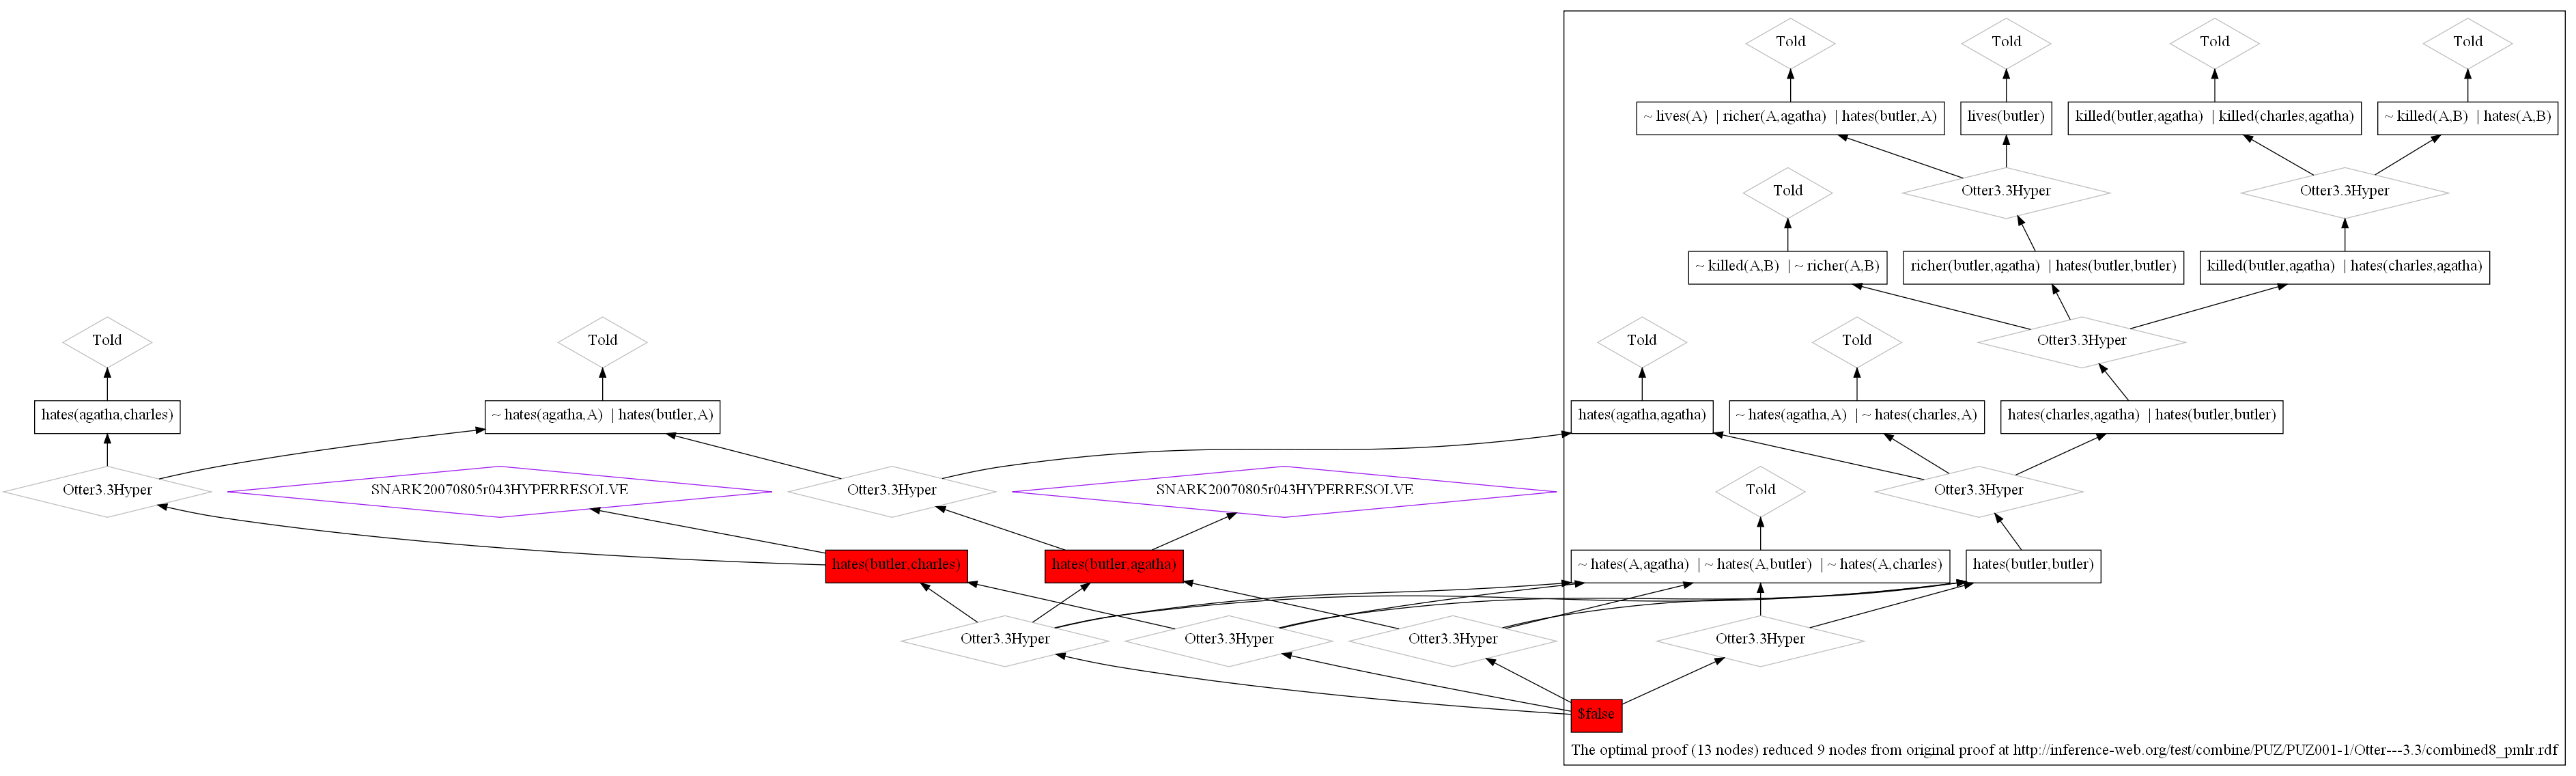 Told
Told
Told
Told
~ lives(A) | richer(A,agatha) | hates(butler,A)
lives(butler)
killed(butler,agatha) | killed(charles,agatha)
~ killed(A,B) | hates(A,B)
Told
Otter3.3Hyper
Otter3.3Hyper
~ killed(A,B) | ~ richer(A,B)
richer(butler,agatha) | hates(butler,butler)
killed(butler,agatha) | hates(charles,agatha)
Told
Told
Told
Told
Otter3.3Hyper
hates(agatha,charles)
~ hates(agatha,A) | hates(butler,A)
hates(agatha,agatha)
~ hates(agatha,A) | ~ hates(charles,A)
hates(charles,agatha) | hates(butler,butler)
Otter3.3Hyper
SNARK20070805r043HYPERRESOLVE
Otter3.3Hyper
SNARK20070805r043HYPERRESOLVE
Told
Otter3.3Hyper
hates(butler,charles)
hates(butler,agatha)
~ hates(A,agatha) | ~ hates(A,butler) | ~ hates(A,charles)
hates(butler,butler)
Otter3.3Hyper
Otter3.3Hyper
Otter3.3Hyper
Otter3.3Hyper
$false
The optimal proof (13 nodes) reduced 9 nodes from original proof at http://inference-web.org/test/combine/PUZ/PUZ001-1/Otter---3.3/combined8_pmlr.rdf